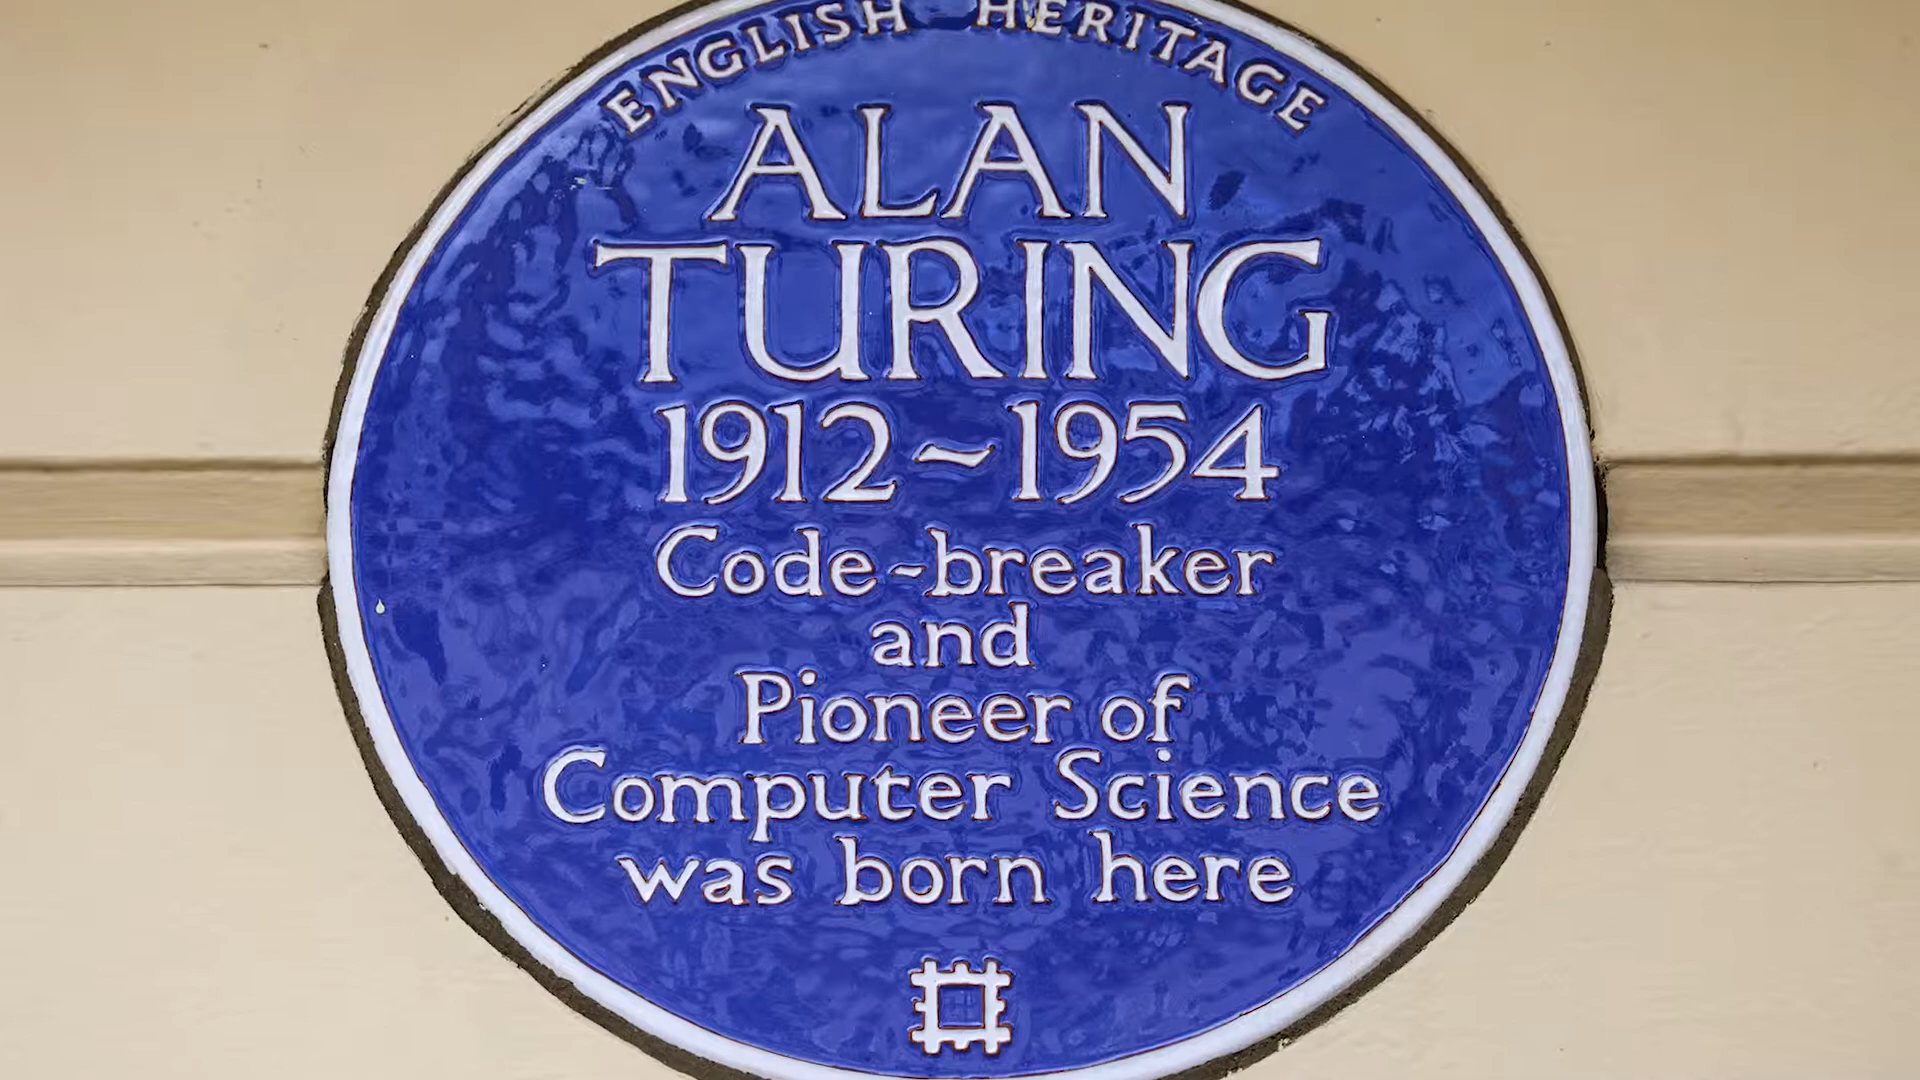 ENGLISH HERITAGE
ALAN
TURING
1912~1954
Code-breaker
and
Pioneer of
Computer Science
was born here